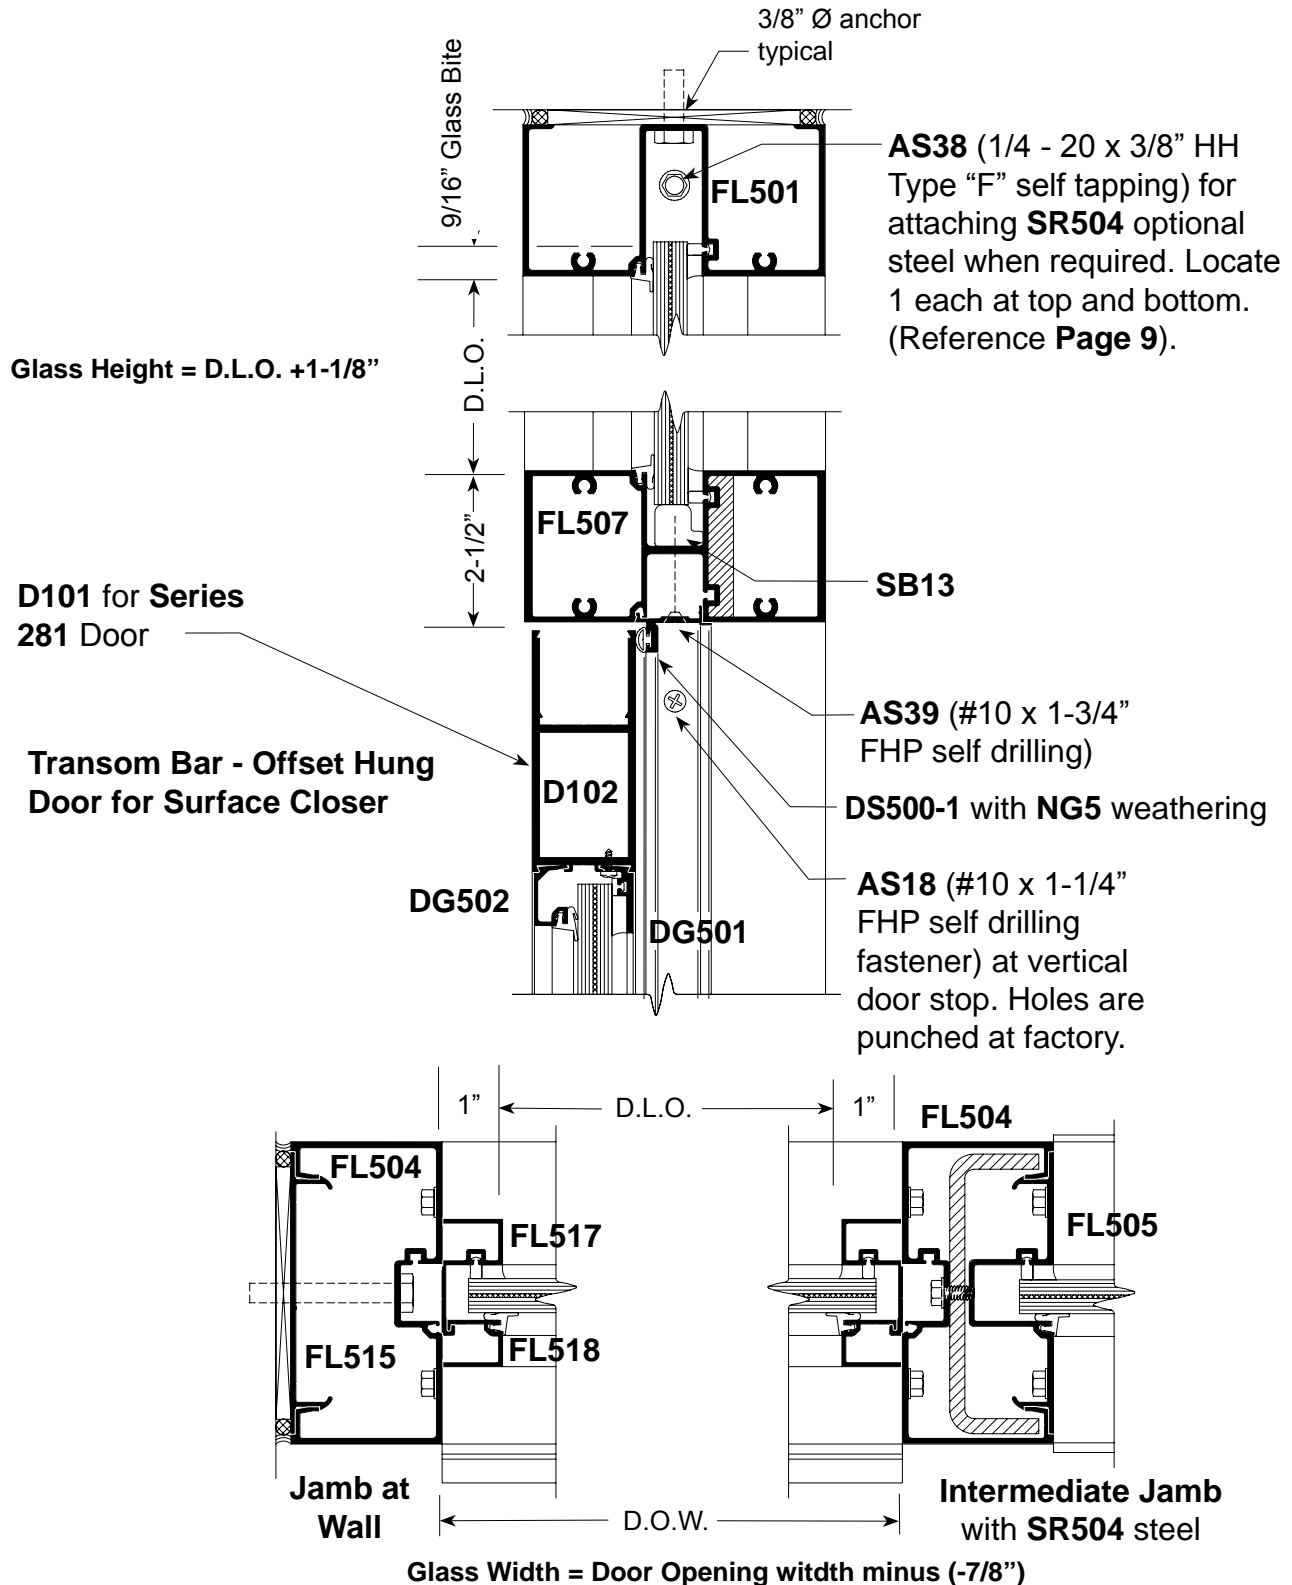 3/8” Ø anchor
typical
9/16” Glass Bite
AS38 (1/4 - 20 x 3/8” HH
Type “F” self tapping) for
attaching SR504 optional
steel when required. Locate
1 each at top and bottom.
(Reference Page 9).
FL501
D.L.O.
Glass Height = D.L.O. +1-1/8”
FL507
2-1/2”
SB13
D101 for Series
281 Door
AS39 (#10 x 1-3/4”
FHP self drilling)
Transom Bar - Offset Hung
Door for Surface Closer
D102
DS500-1 with NG5 weathering
AS18 (#10 x 1-1/4”
FHP self drilling
fastener) at vertical
door stop. Holes are
punched at factory.
DG502
DG501
1”
D.L.O.
1”
FL504
FL504
FL517
FL505
FL515
FL518
Jamb at
Wall
Intermediate Jamb
with SR504 steel
D.O.W.
Glass Width = Door Opening witdth minus (-7/8”)